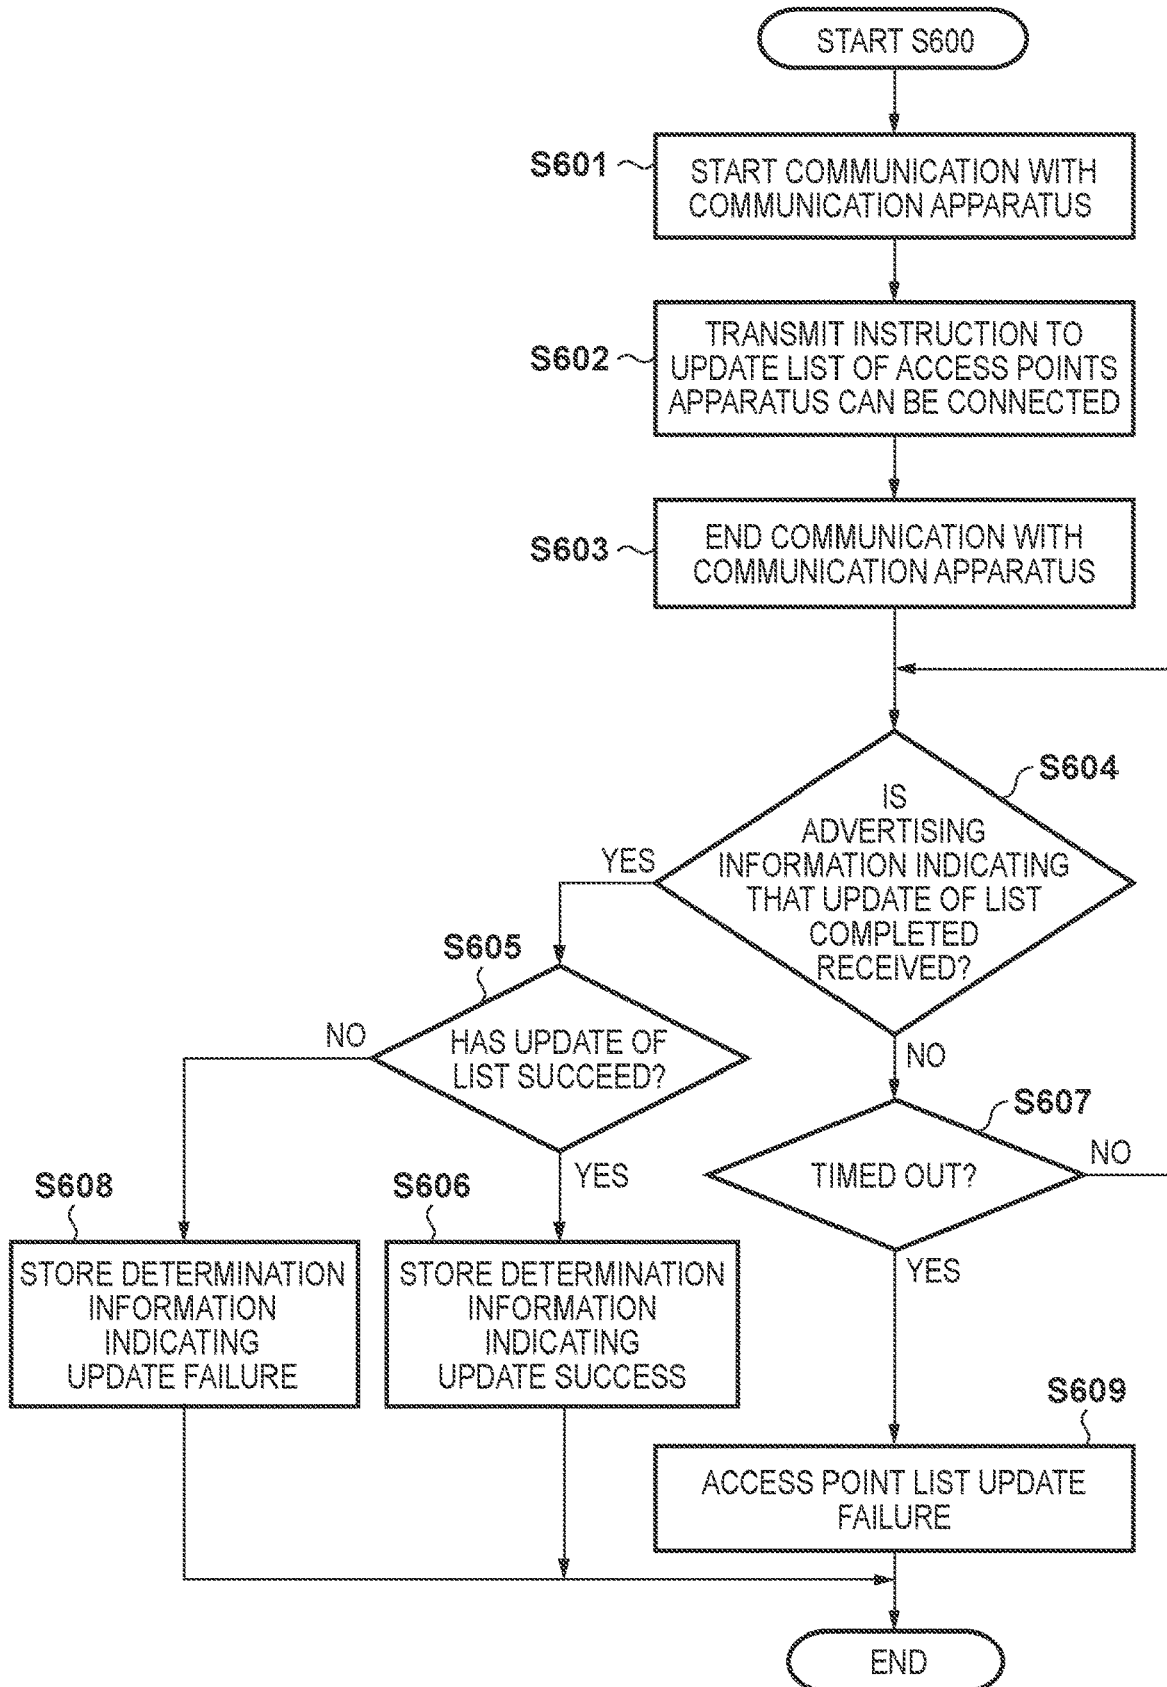 START S600
S601
START COMMUNICATION WITH
COMMUNICATION APPARATUS
S602
TRANSMIT INSTRUCTION TO
UPDATE LIST OF ACCESS POINTS
APPARATUS CAN BE CONNECTED
S603
END COMMUNICATION WITH
COMMUNICATION APPARATUS
S604
IS
ADVERTISING
INFORMATION INDICATING
THAT UPDATE OF LIST
COMPLETED
RECEIVED?
YES
NO
S605
HAS UPDATE OF
LIST SUCCEED?
NO
YES
S607
TIMED OUT?
NO
YES
S608
STORE DETERMINATION
INFORMATION
INDICATING
UPDATE FAILURE
S606
STORE DETERMINATION
INFORMATION
INDICATING
UPDATE SUCCESS
S609
ACCESS POINT LIST UPDATE
FAILURE
END